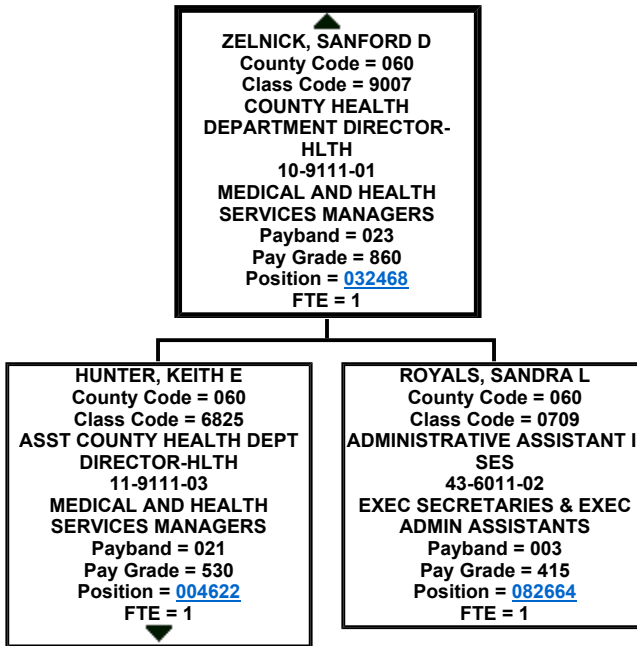 ZELNICK, SANFORD D
County Code = 060
Class Code = 9007
COUNTY HEALTH
DEPARTMENT DIRECTOR-
HLTH
10-9111-01
MEDICAL AND HEALTH
SERVICES MANAGERS
Payband = 023
Pay Grade = 860
Position = 032468
FTE = 1
HUNTER, KEITH E
County Code = 060
Class Code = 6825
ASST COUNTY HEALTH DEPT
DIRECTOR-HLTH
11-9111-03
MEDICAL AND HEALTH
SERVICES MANAGERS
Payband = 021
Pay Grade = 530
Position = 004622
FTE = 1
ROYALS, SANDRA L
County Code = 060
Class Code = 0709
ADMINISTRATIVE ASSISTANT I
SES
43-6011-02
EXEC SECRETARIES & EXEC
ADMIN ASSISTANTS
Payband = 003
Pay Grade = 415
Position = 082664
FTE = 1